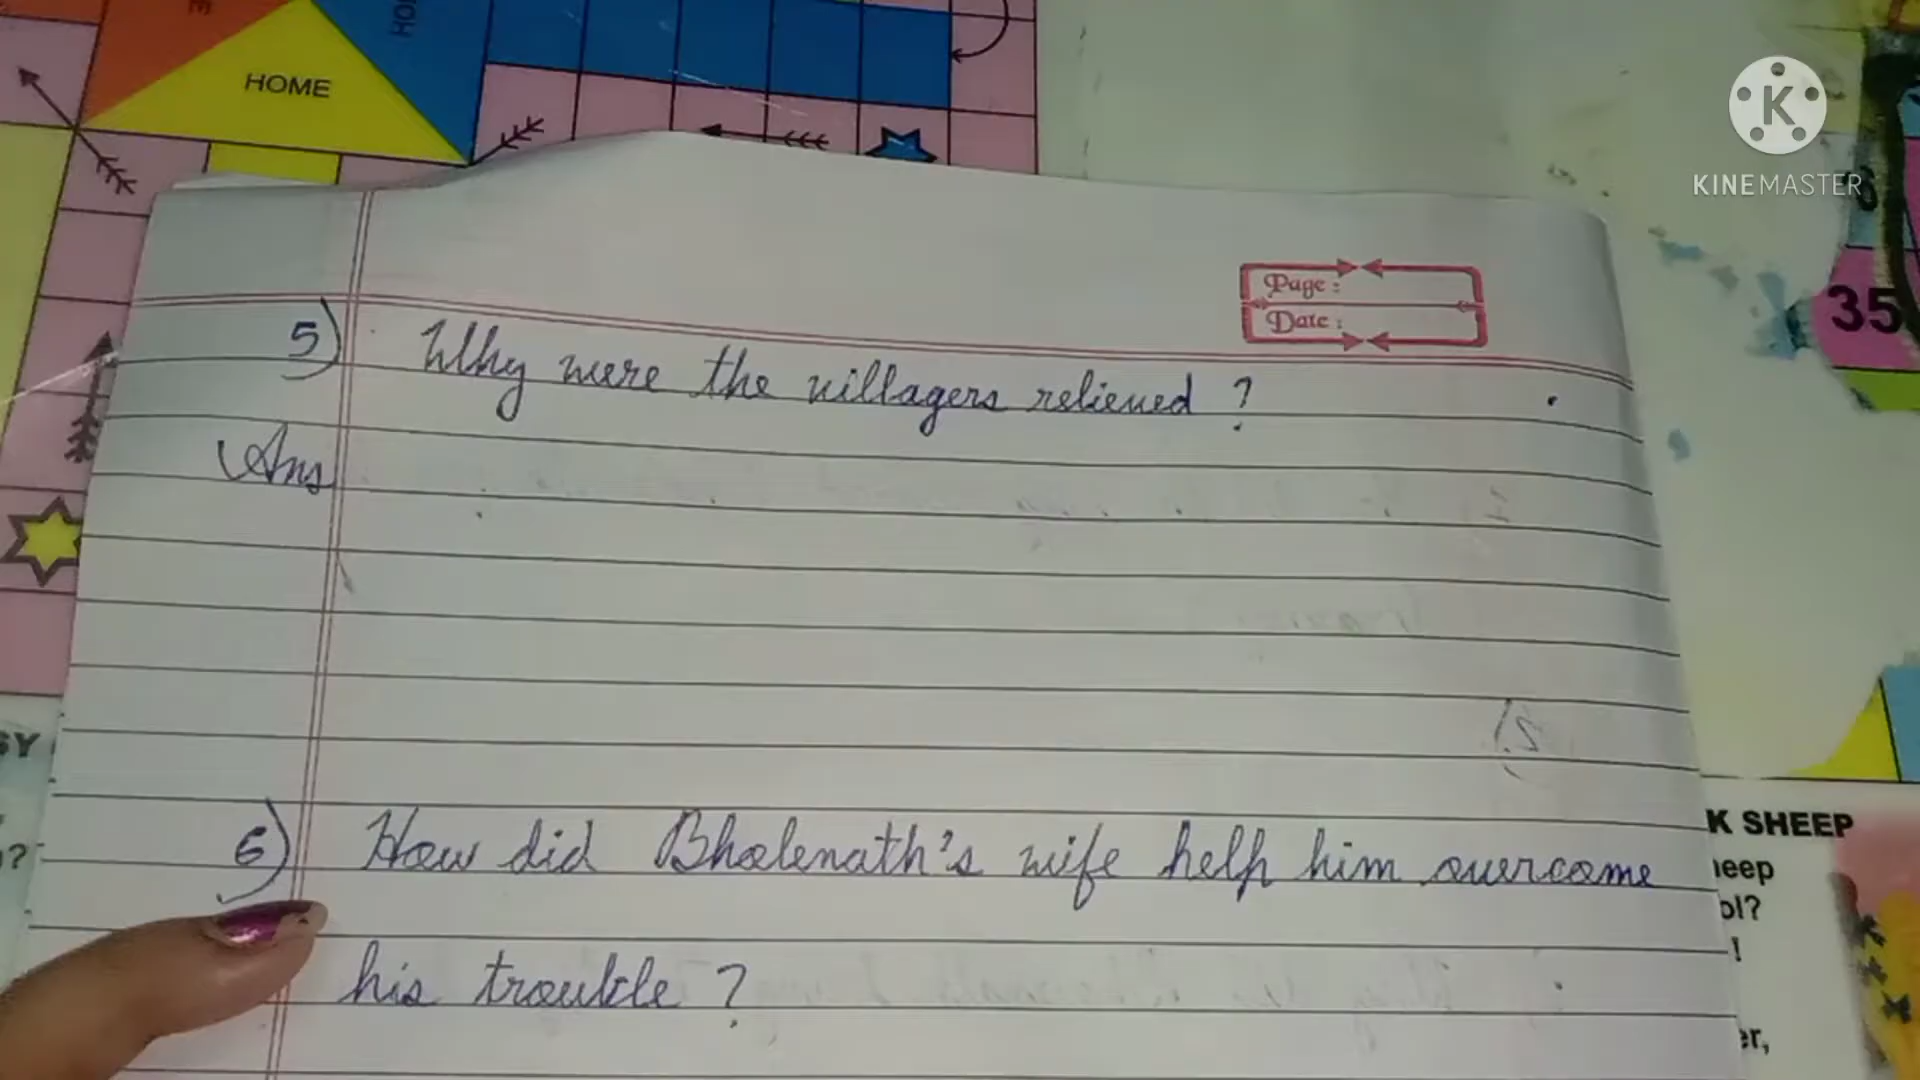 HOME
KINEMASTER
35
Page :
Date :
5) Why were the villagers relieved ?
Ans
6) How did Bholenath's wife help him overcome
his trouble ?
K SHEEP